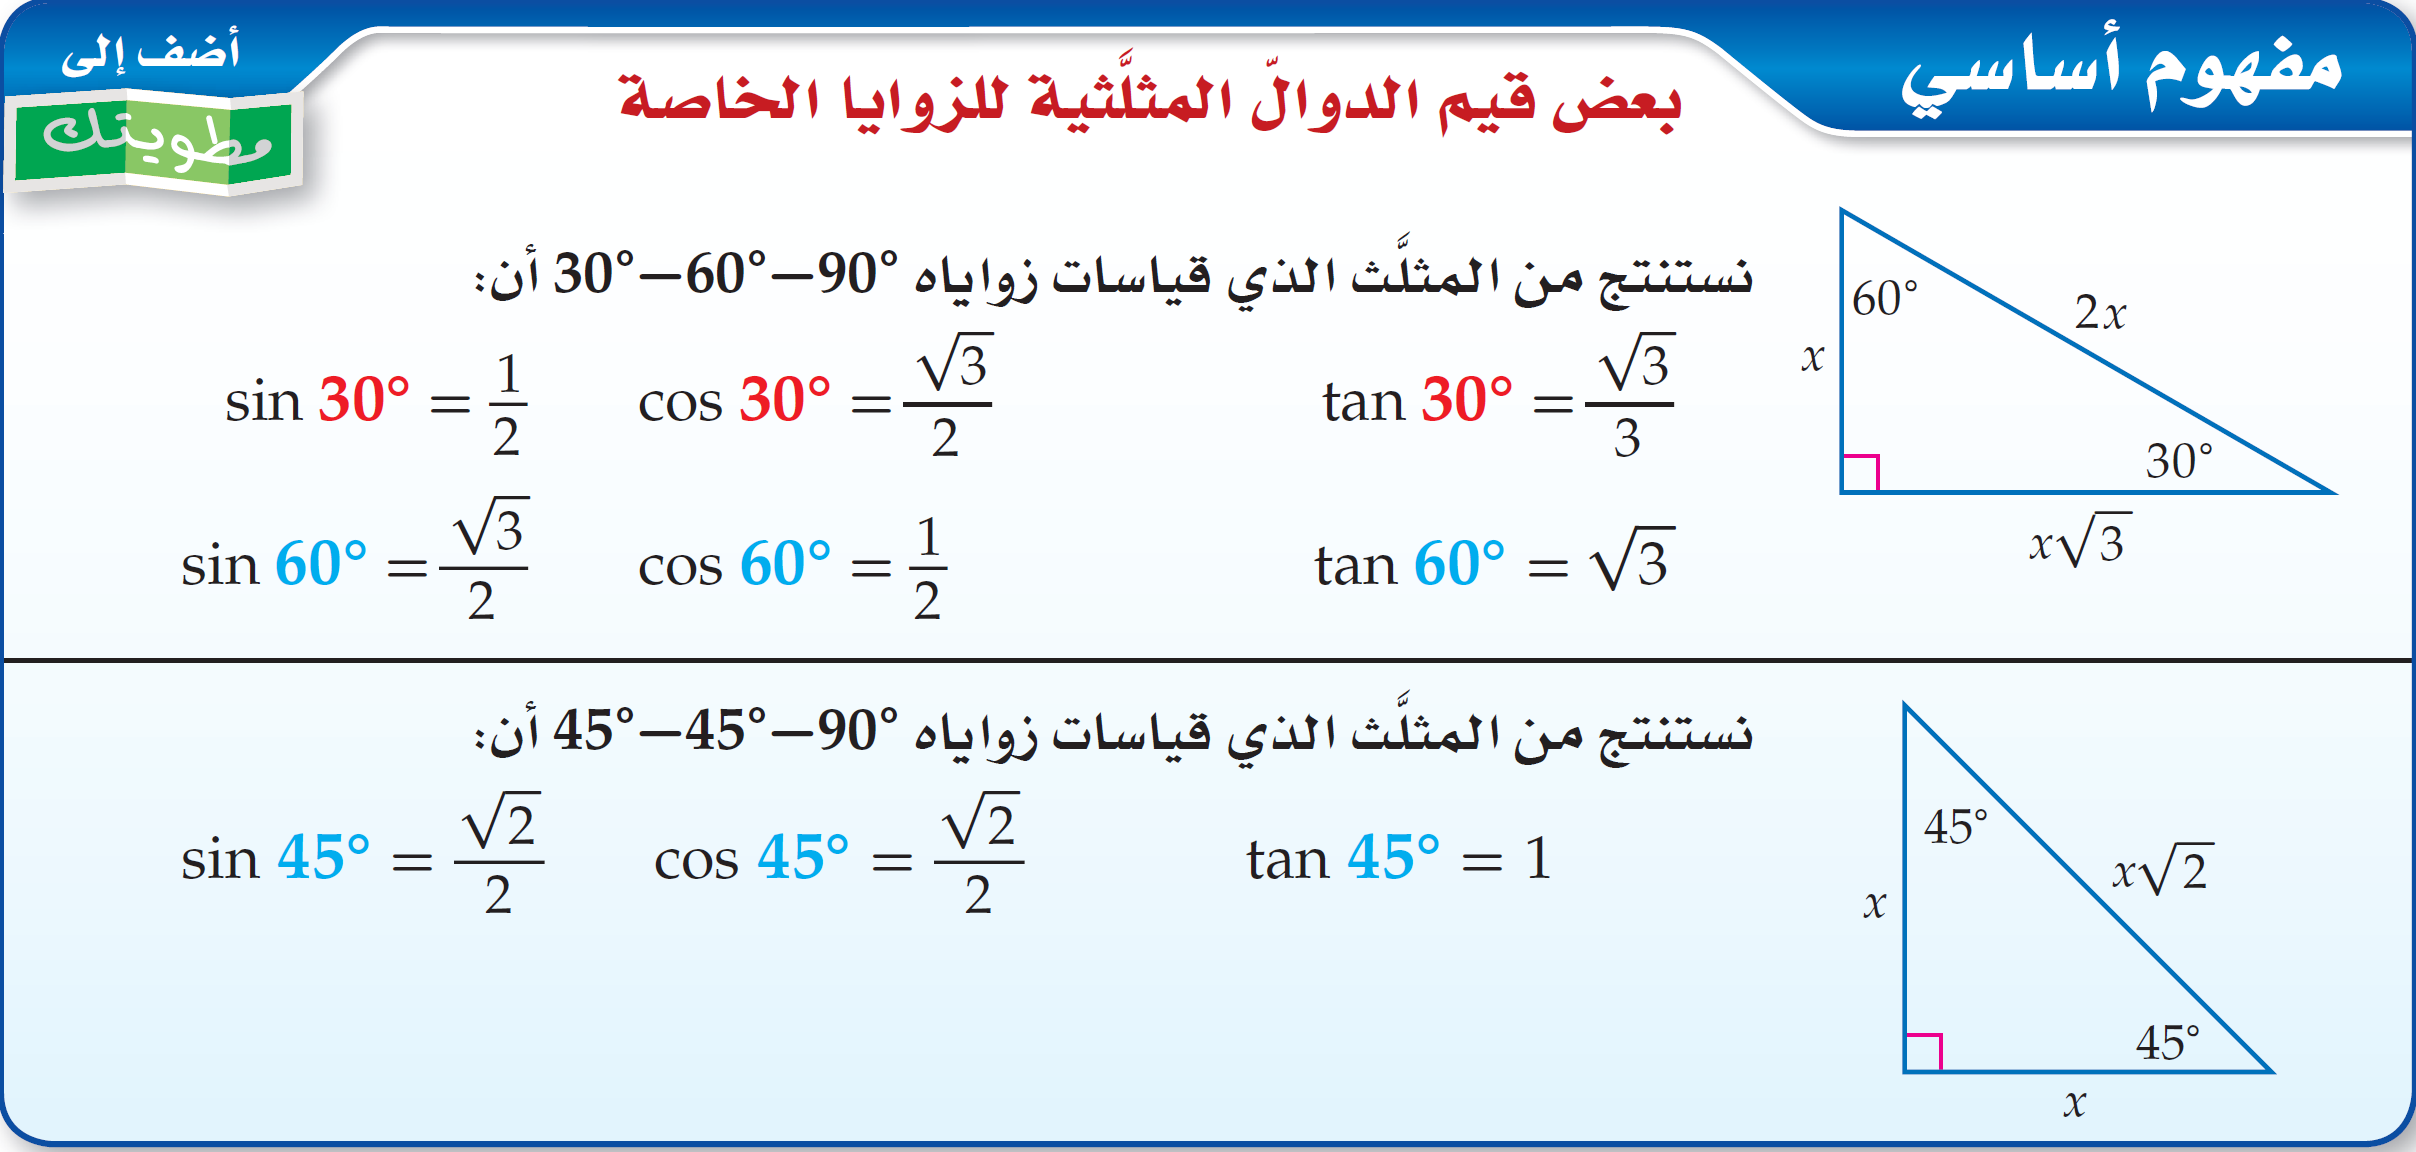 مفهوم أساسي
أضف إلى
مطويتك
بعض قيم الدوالّ المثلَّثية للزوايا الخاصة
نستنتج من المثلَّث الذي قياسات زواياه 30°–60°–90° أن:
sin 30° = 1/2 cos 30° = √3/2 tan 30° = √3/3
sin 60° = √3/2 cos 60° = 1/2 tan 60° = √3
60°
2x
x
30°
x√3
نستنتج من المثلَّث الذي قياسات زواياه 45°–45°–90° أن:
sin 45° = √2/2 cos 45° = √2/2 tan 45° = 1
45°
x√2
x
45°
x